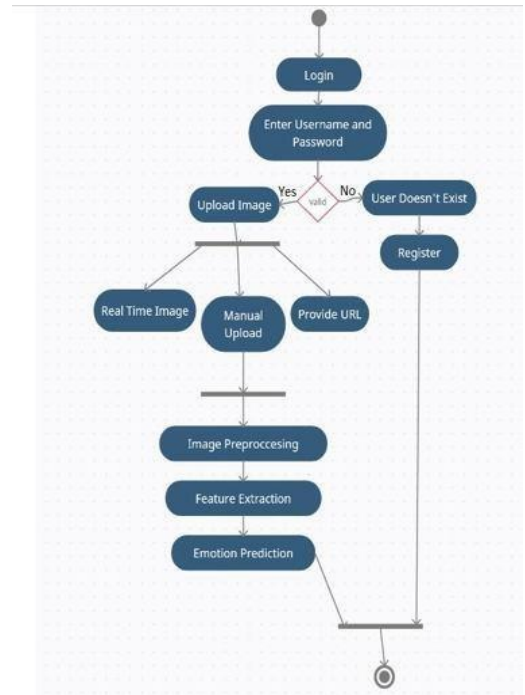 Login
Enter Username and
Password
Yes
valid
No
Upload Image
User Doesn't Exist
Register
Real Time Image
Manual
Upload
Provide URL
Image Preproccesing
Feature Extraction
Emotion Prediction